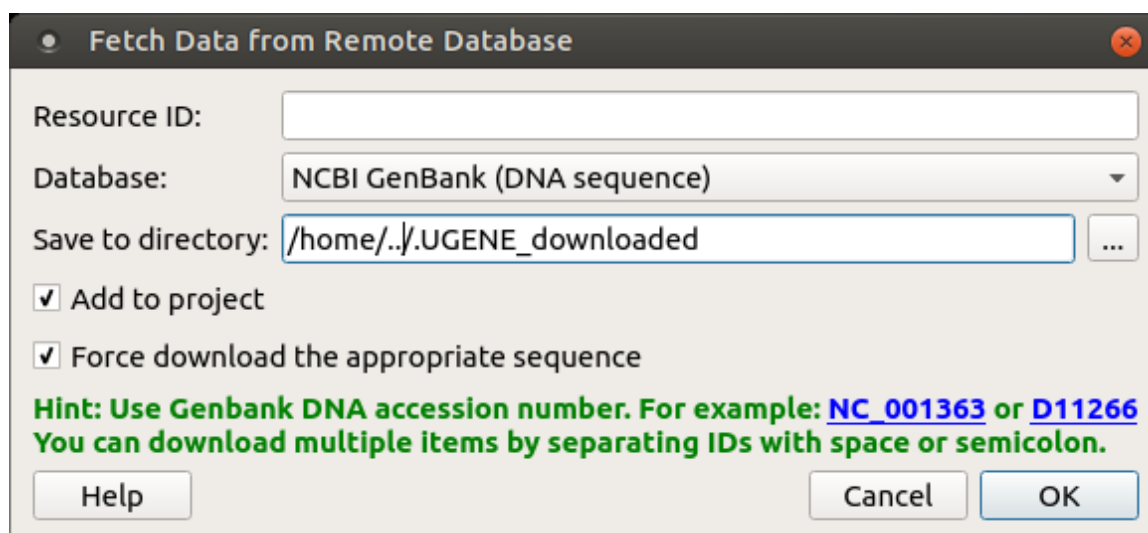 Fetch Data from Remote Database
Resource ID:
Database: NCBI GenBank (DNA sequence)
Save to directory: /home/../.UGENE_downloaded ...
Add to project
Force download the appropriate sequence
Hint: Use Genbank DNA accession number. For example: NC_001363 or D11266
You can download multiple items by separating IDs with space or semicolon.
Help Cancel OK